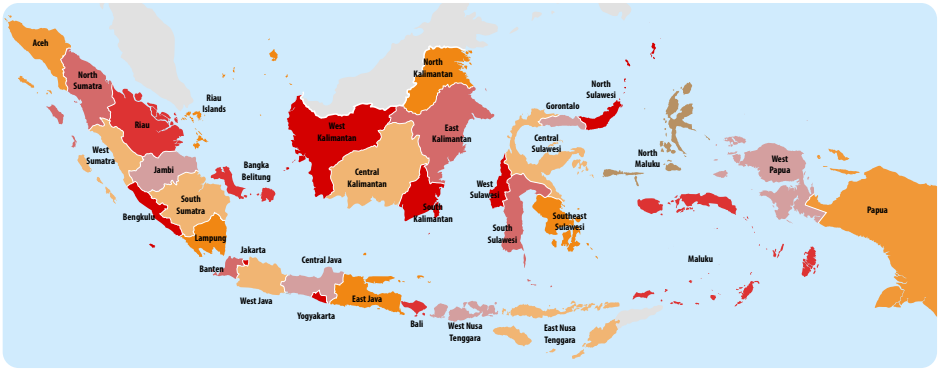 Aceh
North
Sumatra
Riau
Riau
Islands
West
Sumatra
Jambi
Bangka
Belitung
South
Sumatra
Bengkulu
Lampung
Banten
Jakarta
West Java
Central Java
Yogyakarta
East Java
Bali
West Nusa
Tenggara
East Nusa
Tenggara
West
Kalimantan
Central
Kalimantan
South
Kalimantan
East
Kalimantan
North
Kalimantan
West
Sulawesi
South
Sulawesi
Southeast
Sulawesi
Central
Sulawesi
Gorontalo
North
Sulawesi
North
Maluku
Maluku
West
Papua
Papua